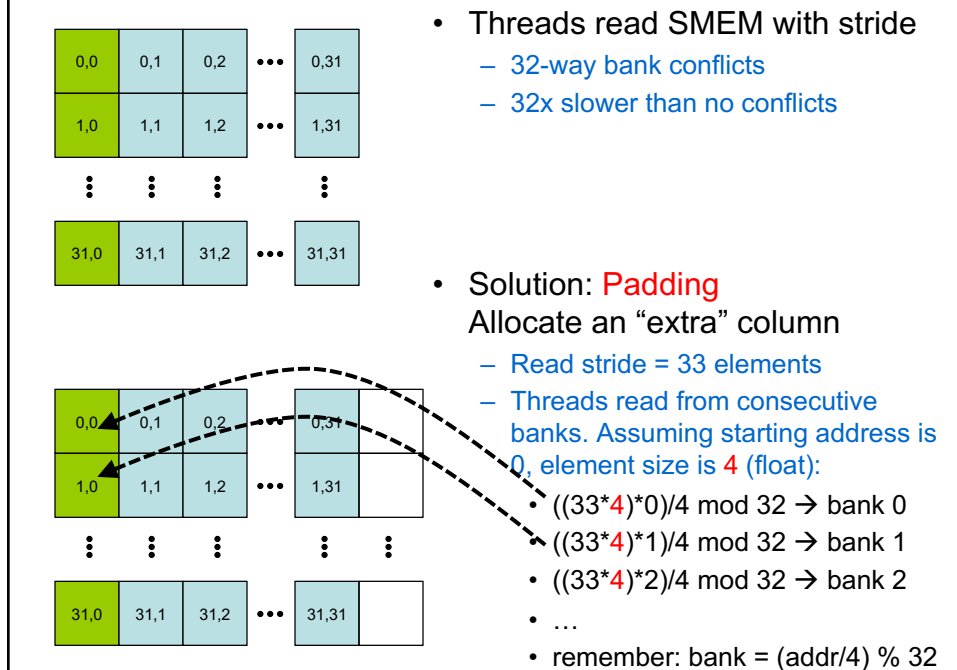 • Threads read SMEM with stride
– 32-way bank conflicts
– 32x slower than no conflicts
0,0 0,1 0,2 ••• 0,31
1,0 1,1 1,2 ••• 1,31
31,0 31,1 31,2 ••• 31,31
• Solution: Padding
Allocate an “extra” column
– Read stride = 33 elements
– Threads read from consecutive
banks. Assuming starting address is
0, element size is 4 (float):
• ((33*4)*0)/4 mod 32 → bank 0
• ((33*4)*1)/4 mod 32 → bank 1
• ((33*4)*2)/4 mod 32 → bank 2
• …
• remember: bank = (addr/4) % 32
0,0 0,1 0,2 ••• 0,31
1,0 1,1 1,2 ••• 1,31
31,0 31,1 31,2 ••• 31,31